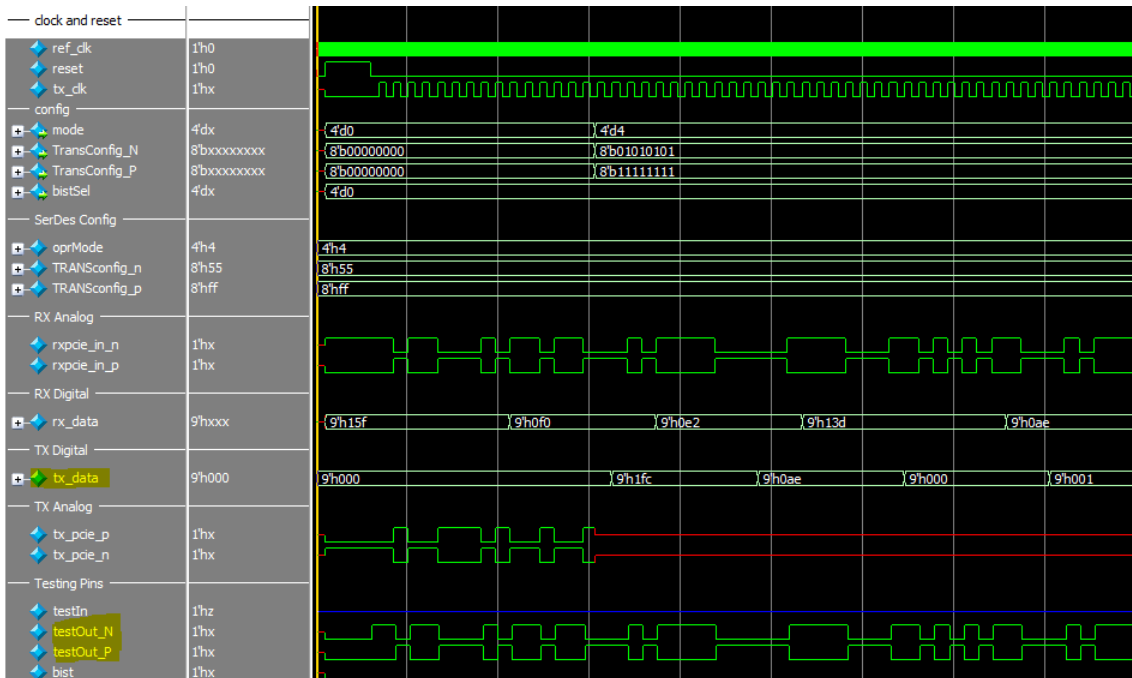 clock and reset
ref_clk 1'h0
reset 1'h0
tx_clk 1'hx
config
mode 4'dx 4'd0 4'd4
TransConfig_N 8'bxxxxxxxx 8'b00000000 8'b01010101
TransConfig_P 8'bxxxxxxxx 8'b00000000 8'b11111111
bistSel 4'dx 4'd0
SerDes Config
oprMode 4'h4 4'h4
TRANSconfig_n 8'h55 8'h55
TRANSconfig_p 8'hff 8'hff
RX Analog
rxpcie_in_n 1'hx
rxpcie_in_p 1'hx
RX Digital
rx_data 9'hxxx 9'h15f 9'h0f0 9'h0e2 9'h13d 9'h0ae
TX Digital
tx_data 9'h000 9'h000 9'h1fc 9'h0ae 9'h000 9'h001
TX Analog
tx_pcie_p 1'hx
tx_pcie_n 1'hx
Testing Pins
testIn 1'hz
testOut_N 1'hx
testOut_P 1'hx
bist 1'hx